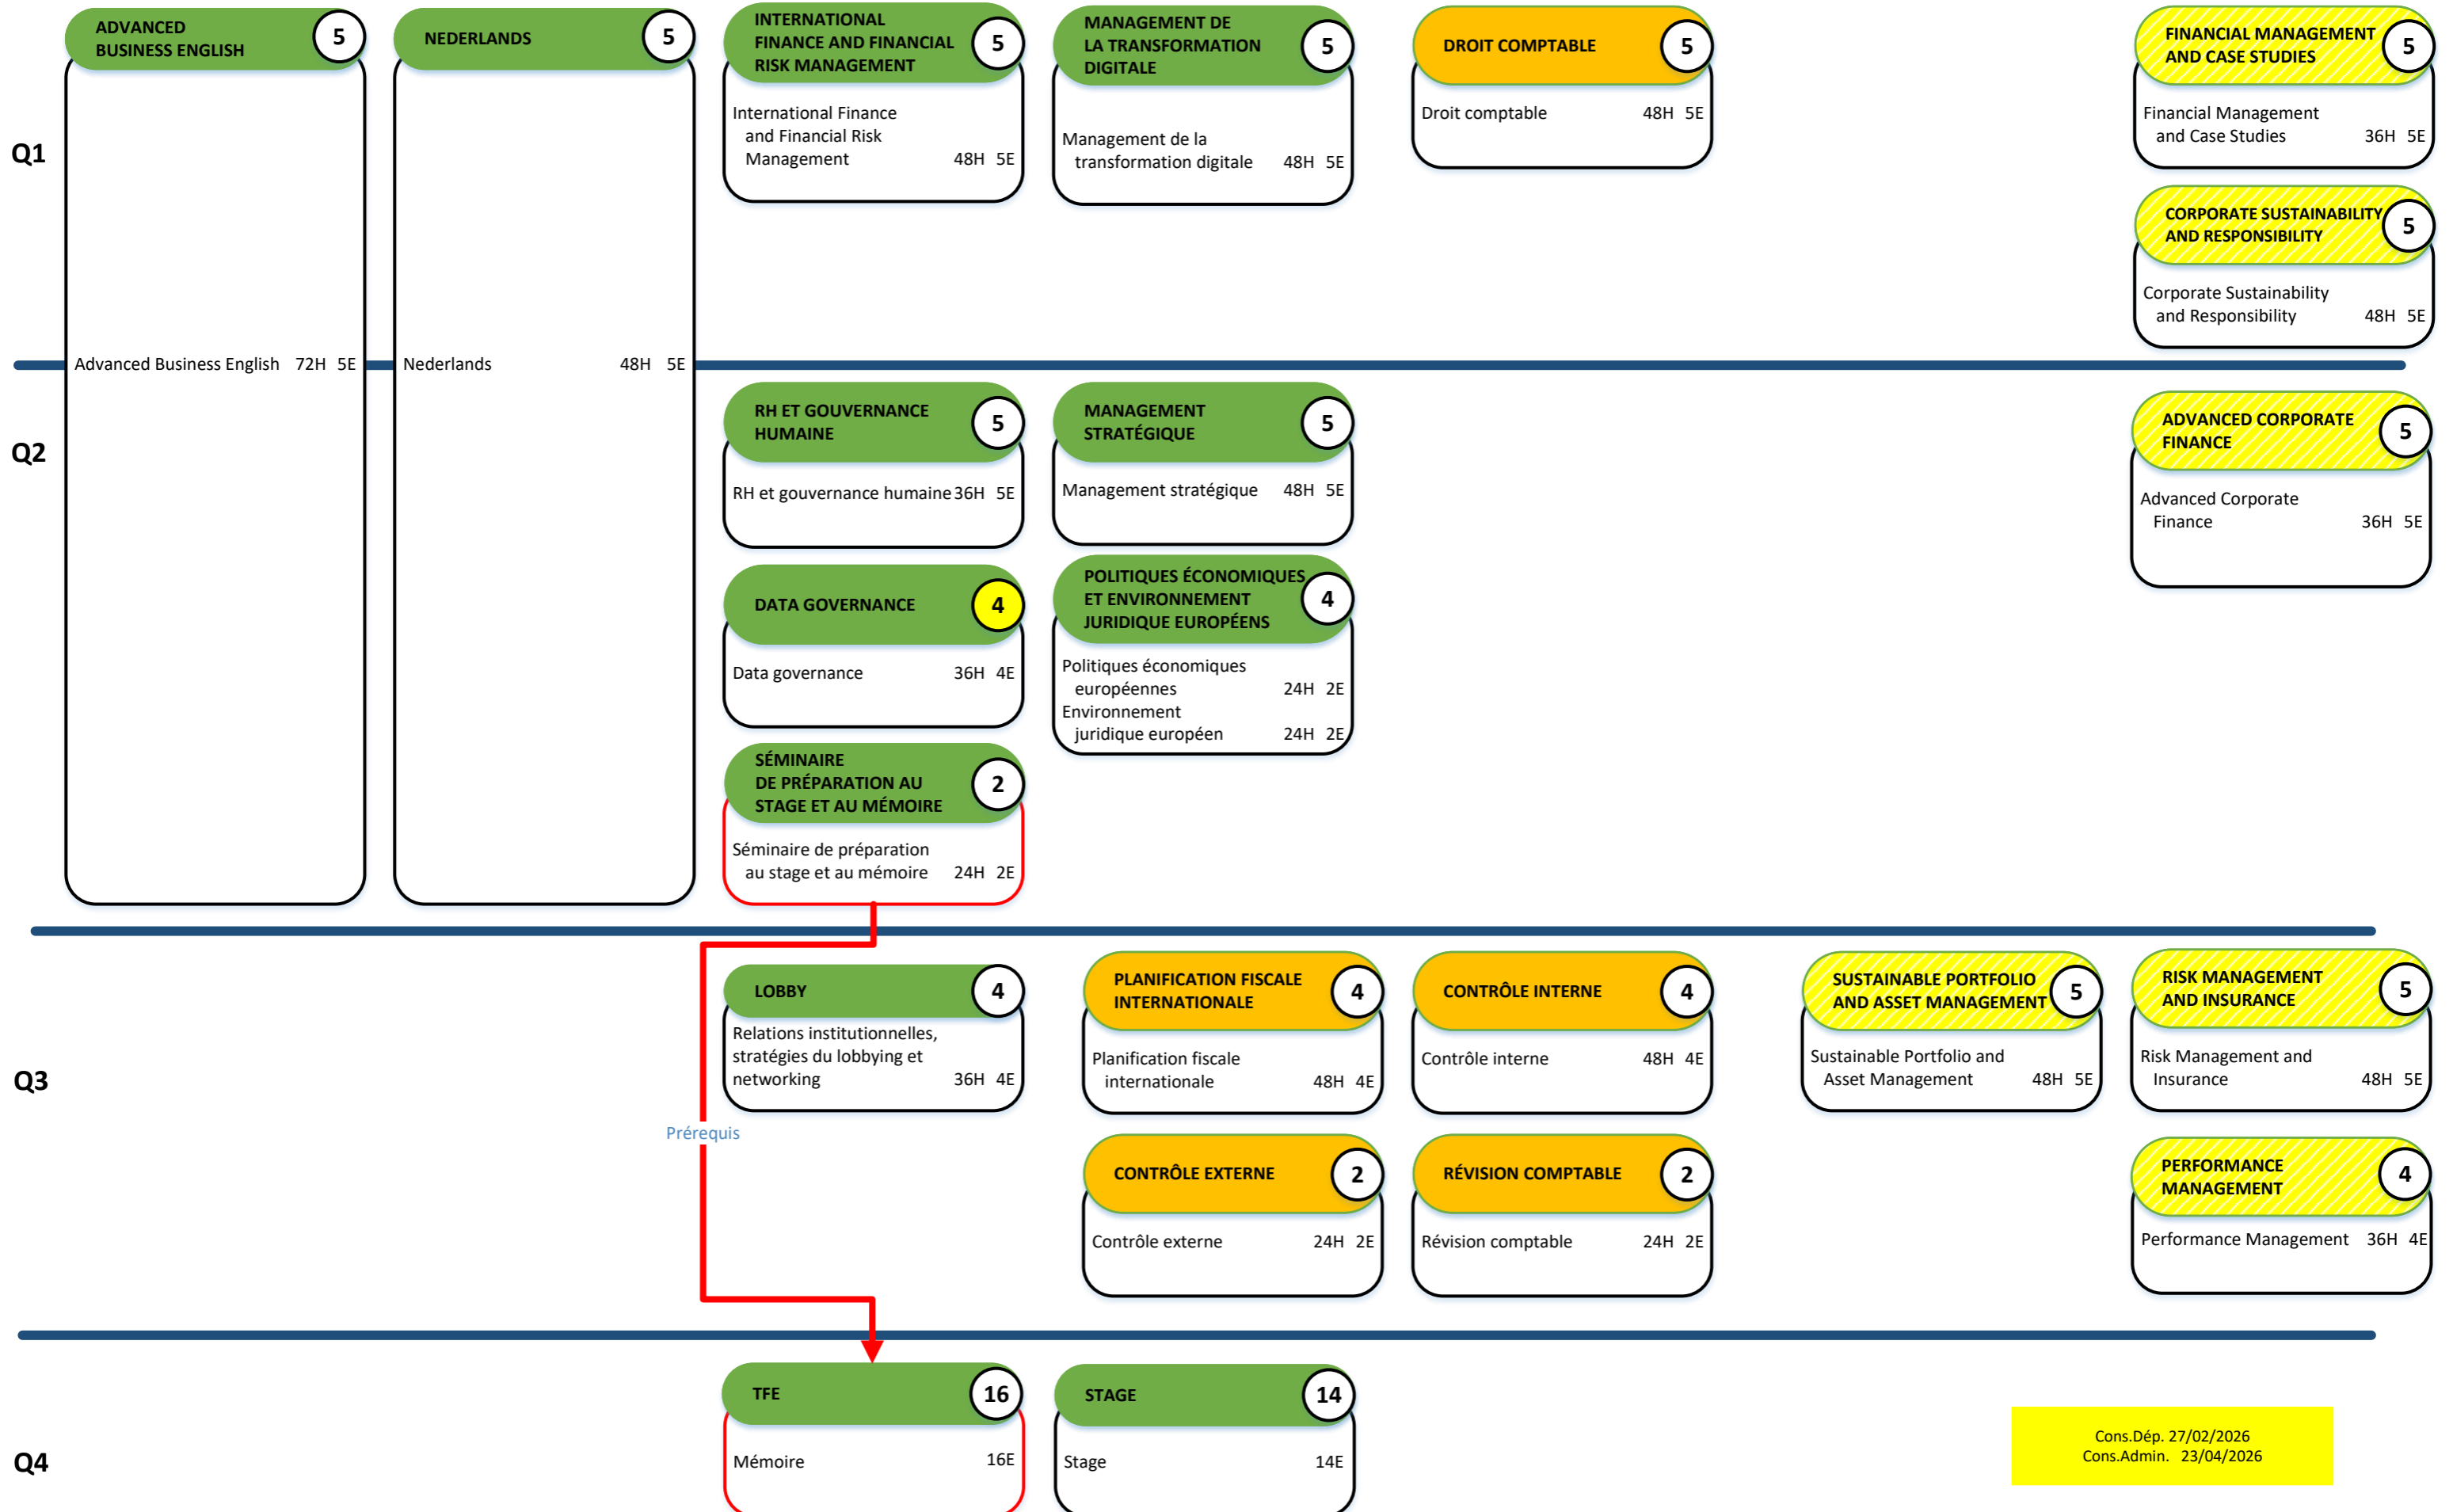 ADVANCED
BUSINESS ENGLISH
5
NEDERLANDS
5
INTERNATIONAL
FINANCE AND FINANCIAL
RISK MANAGEMENT
5
MANAGEMENT DE
LA TRANSFORMATION
DIGITALE
5
DROIT COMPTABLE
5
FINANCIAL MANAGEMENT
AND CASE STUDIES
5
Q1
International Finance
and Financial Risk
Management 48H 5E
Management de la
transformation digitale 48H 5E
Droit comptable 48H 5E
Financial Management
and Case Studies 36H 5E
CORPORATE SUSTAINABILITY
AND RESPONSIBILITY
5
Corporate Sustainability
and Responsibility 48H 5E
Advanced Business English 72H 5E
Nederlands 48H 5E
Q2
RH ET GOUVERNANCE
HUMAINE
5
RH et gouvernance humaine 36H 5E
MANAGEMENT
STRATÉGIQUE
5
Management stratégique 48H 5E
ADVANCED CORPORATE
FINANCE
5
Advanced Corporate
Finance 36H 5E
DATA GOVERNANCE
4
Data governance 36H 4E
POLITIQUES ÉCONOMIQUES
ET ENVIRONNEMENT
JURIDIQUE EUROPÉENS
4
Politiques économiques
européennes 24H 2E
Environnement
juridique européen 24H 2E
SÉMINAIRE
DE PRÉPARATION AU
STAGE ET AU MÉMOIRE
2
Séminaire de préparation
au stage et au mémoire 24H 2E
Q3
LOBBY
4
Relations institutionnelles,
stratégies du lobbying et
networking 36H 4E
PLANIFICATION FISCALE
INTERNATIONALE
4
Planification fiscale
internationale 48H 4E
CONTRÔLE INTERNE
4
Contrôle interne 48H 4E
SUSTAINABLE PORTFOLIO
AND ASSET MANAGEMENT
5
Sustainable Portfolio and
Asset Management 48H 5E
RISK MANAGEMENT
AND INSURANCE
5
Risk Management and
Insurance 48H 5E
Prérequis
CONTRÔLE EXTERNE
2
Contrôle externe 24H 2E
RÉVISION COMPTABLE
2
Révision comptable 24H 2E
PERFORMANCE
MANAGEMENT
4
Performance Management 36H 4E
Q4
TFE
16
Mémoire 16E
STAGE
14
Stage 14E
Cons.Dép. 27/02/2026
Cons.Admin. 23/04/2026